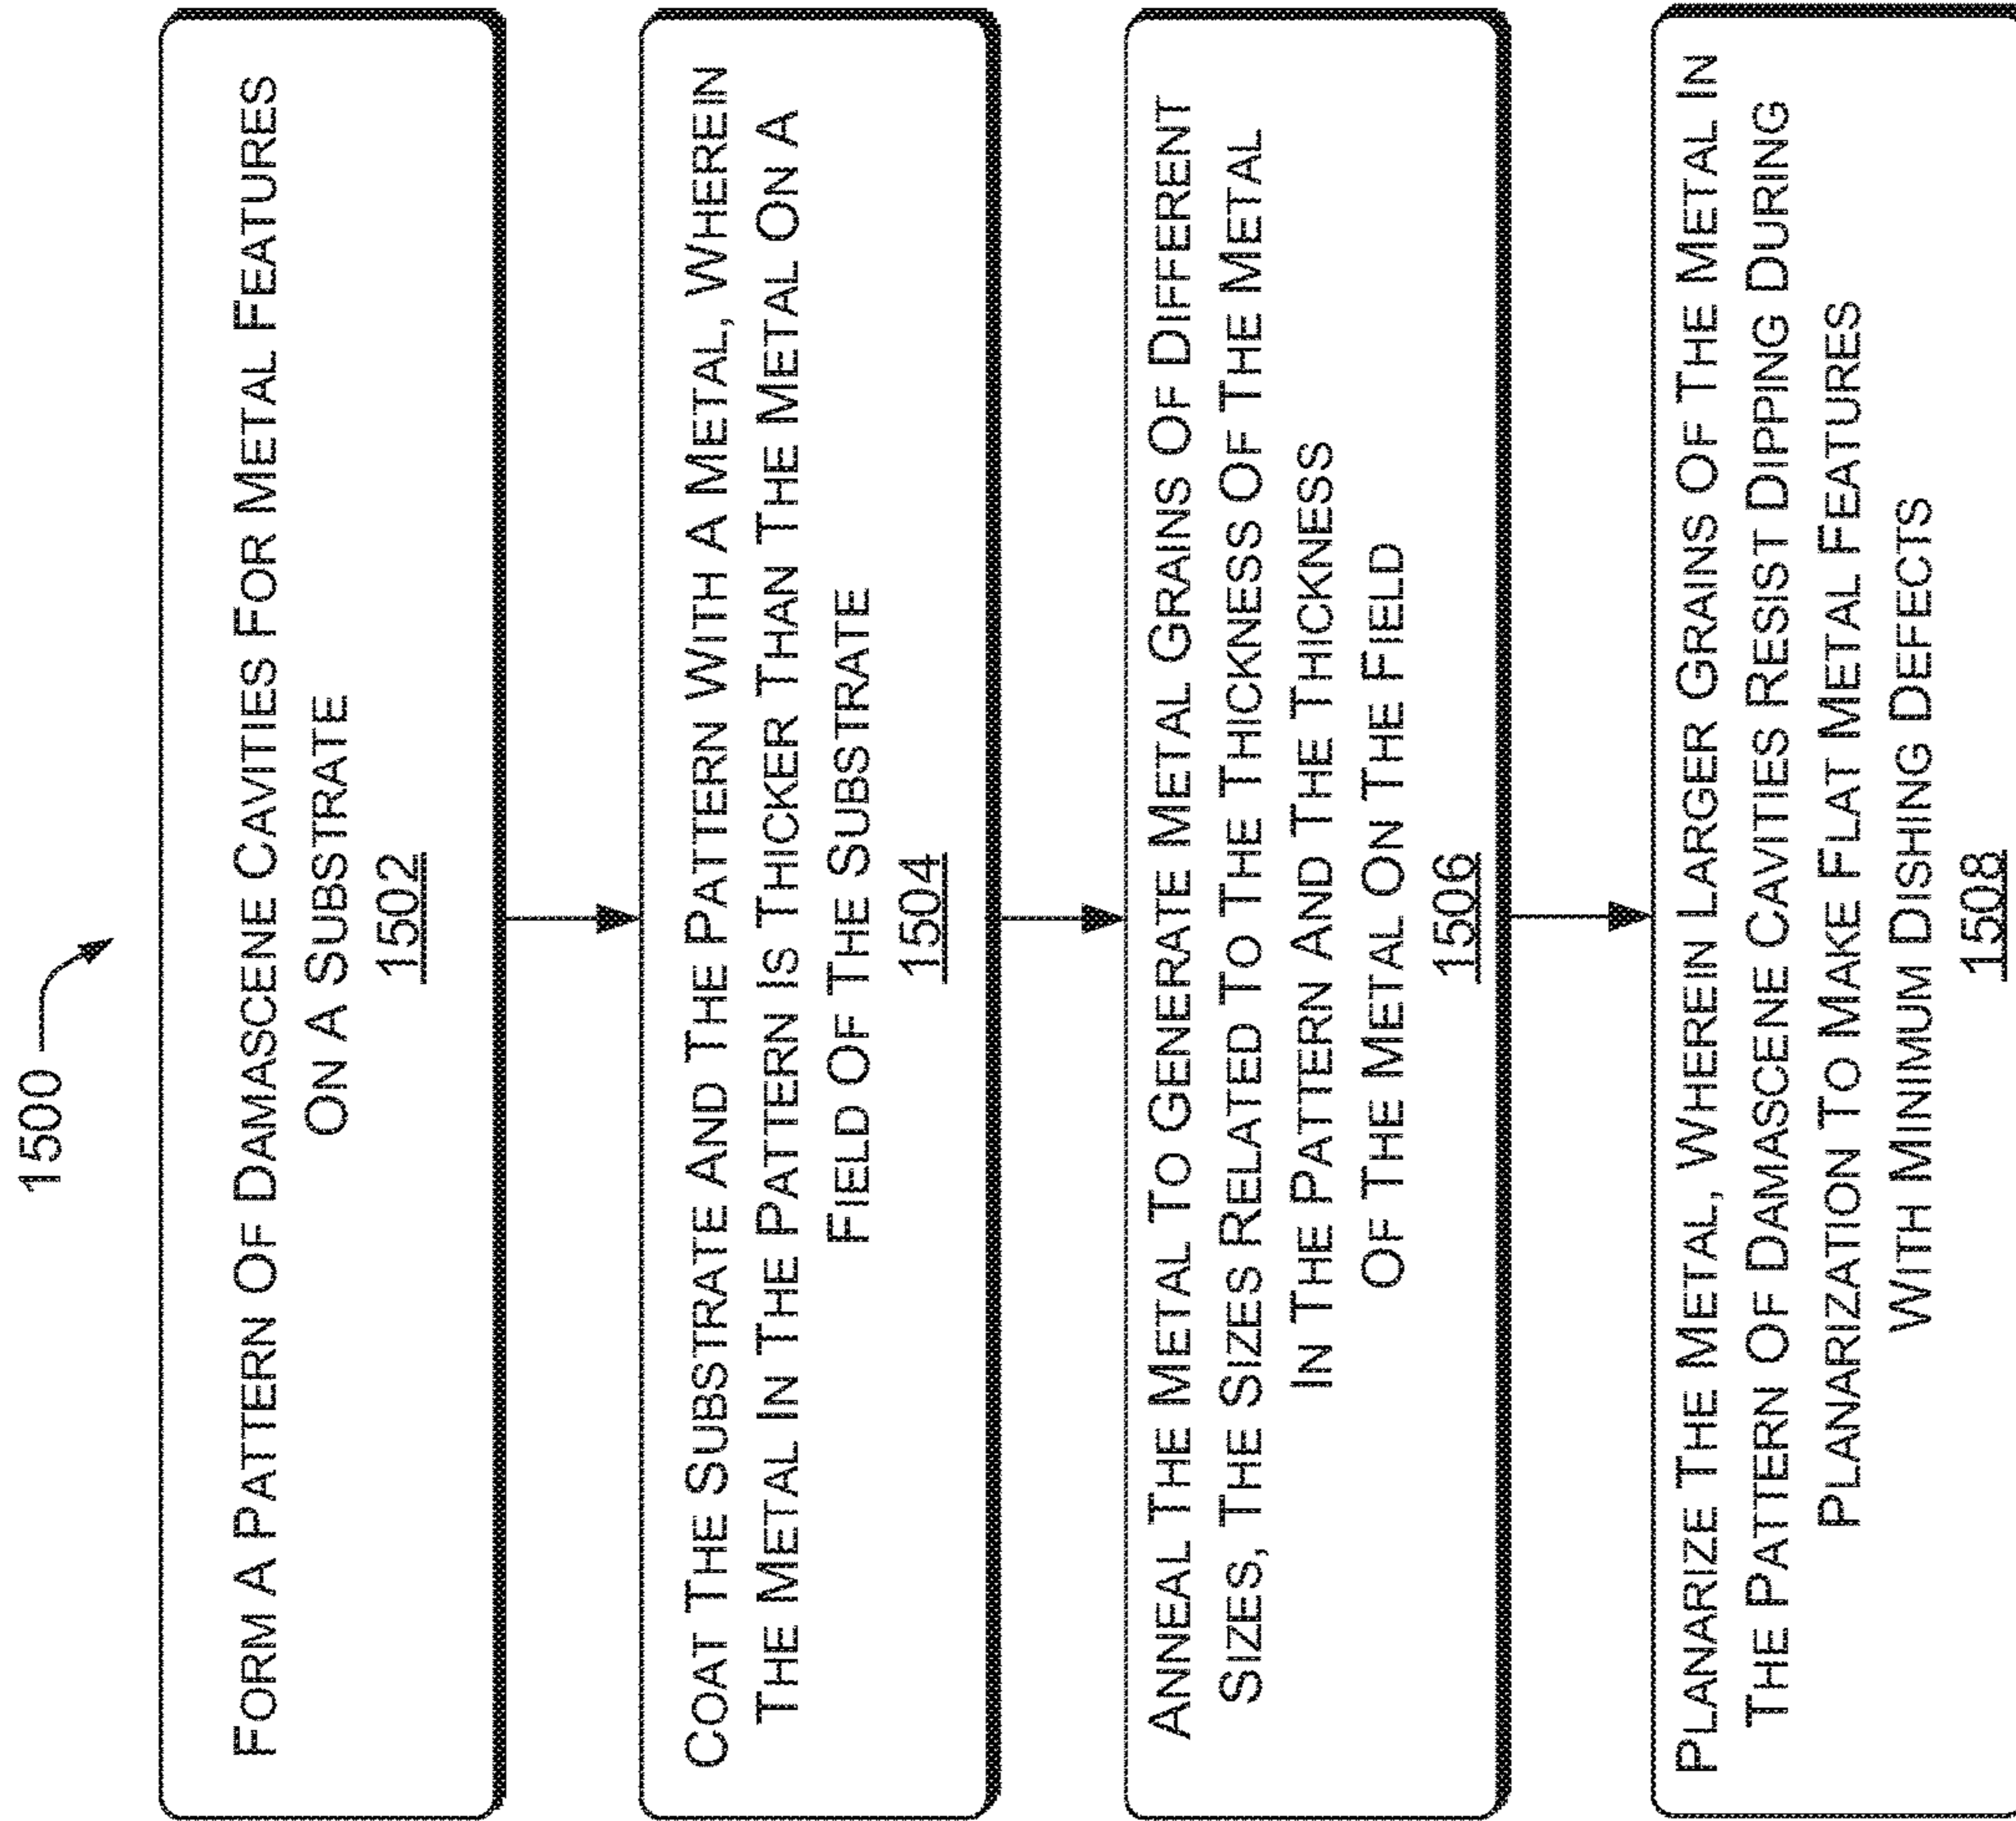 1500
FORM A PATTERN OF DAMASCENE CAVITIES FOR METAL FEATURES
ON A SUBSTRATE
1502
COAT THE SUBSTRATE AND THE PATTERN WITH A METAL, WHEREIN
THE METAL IN THE PATTERN IS THICKER THAN THE METAL ON A
FIELD OF THE SUBSTRATE
1504
ANNEAL THE METAL TO GENERATE METAL GRAINS OF DIFFERENT
SIZES, THE SIZES RELATED TO THE THICKNESS OF THE METAL
IN THE PATTERN AND THE THICKNESS
OF THE METAL ON THE FIELD
1506
PLANARIZE THE METAL, WHEREIN LARGER GRAINS OF THE METAL IN
THE PATTERN OF DAMASCENE CAVITIES RESIST DIPPING DURING
PLANARIZATION TO MAKE FLAT METAL FEATURES
WITH MINIMUM DISHING DEFECTS
1508